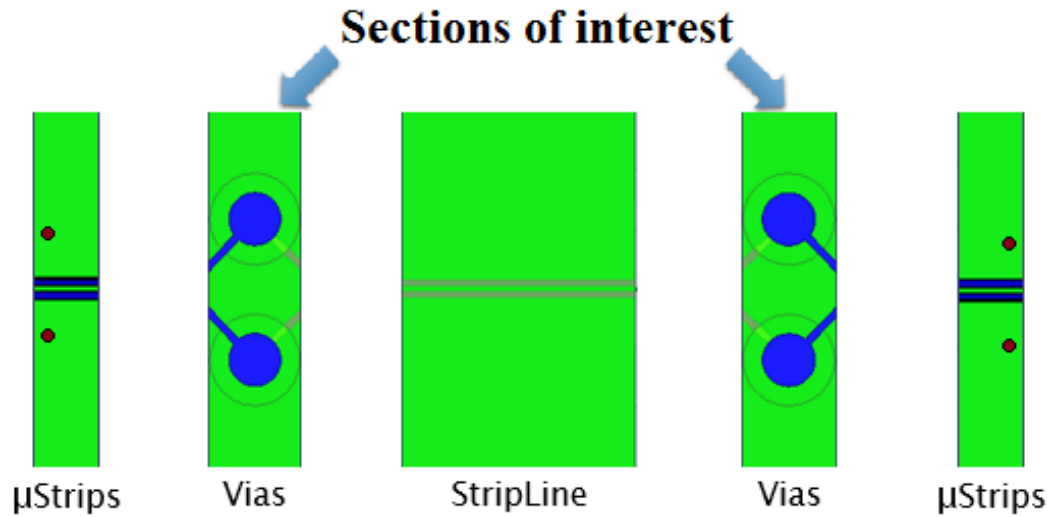 Sections of interest
μStrips
Vias
StripLine
Vias
μStrips